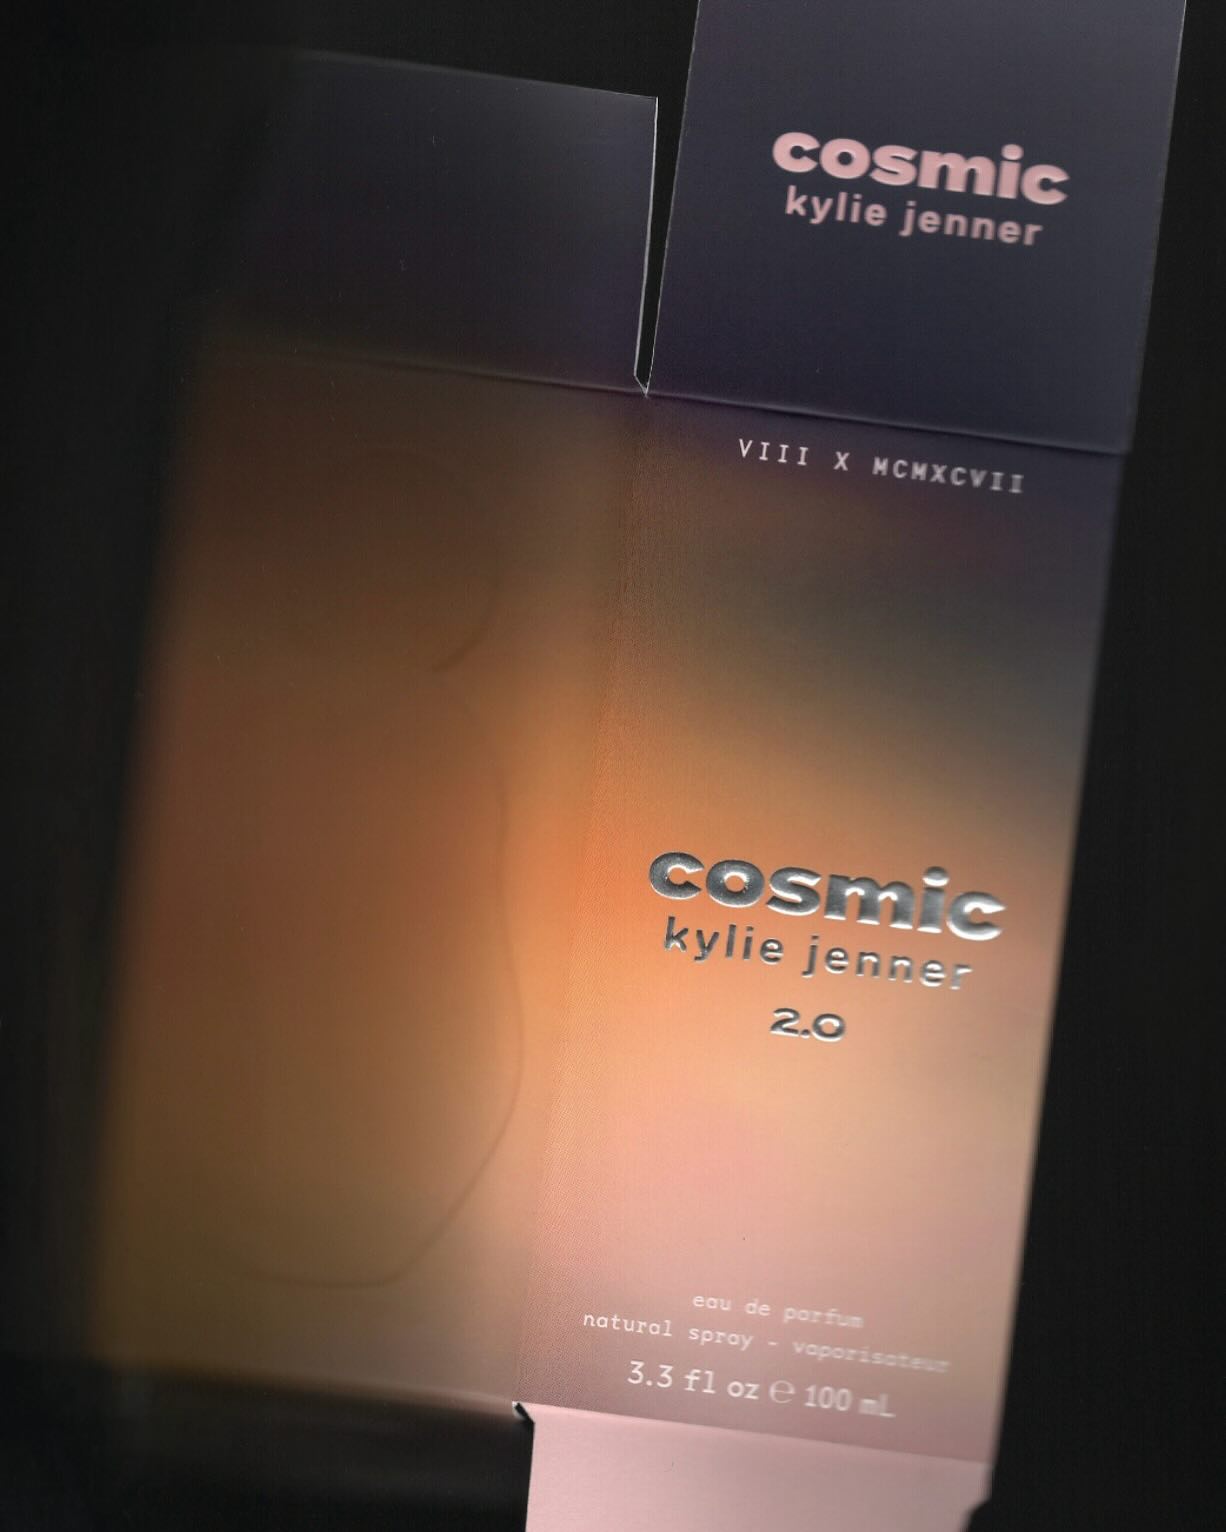 cosmic
kylie jenner
VIII X MCMXCVII
cosmic
kylie jenner
2.0
eau de parfum
natural spray - vaporisateur
3.3 fl oz ℮ 100 mL